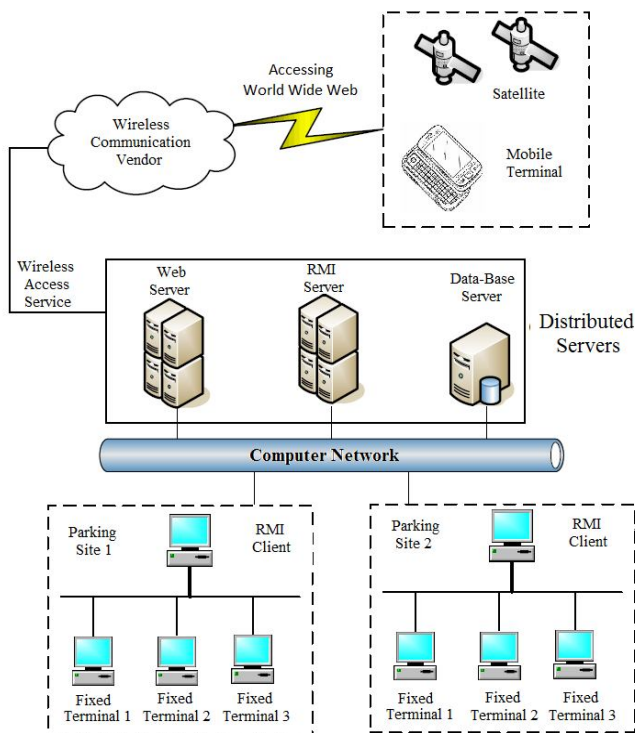 Accessing
World Wide Web
Satellite
Wireless
Communication
Vendor
Mobile
Terminal
Wireless
Access
Service
Web
Server
RMI
Server
Data-Base
Server
Distributed
Servers
Computer Network
Parking
Site 1
RMI
Client
Fixed
Terminal 1
Fixed
Terminal 2
Fixed
Terminal 3
Parking
Site 2
RMI
Client
Fixed
Terminal 1
Fixed
Terminal 2
Fixed
Terminal 3